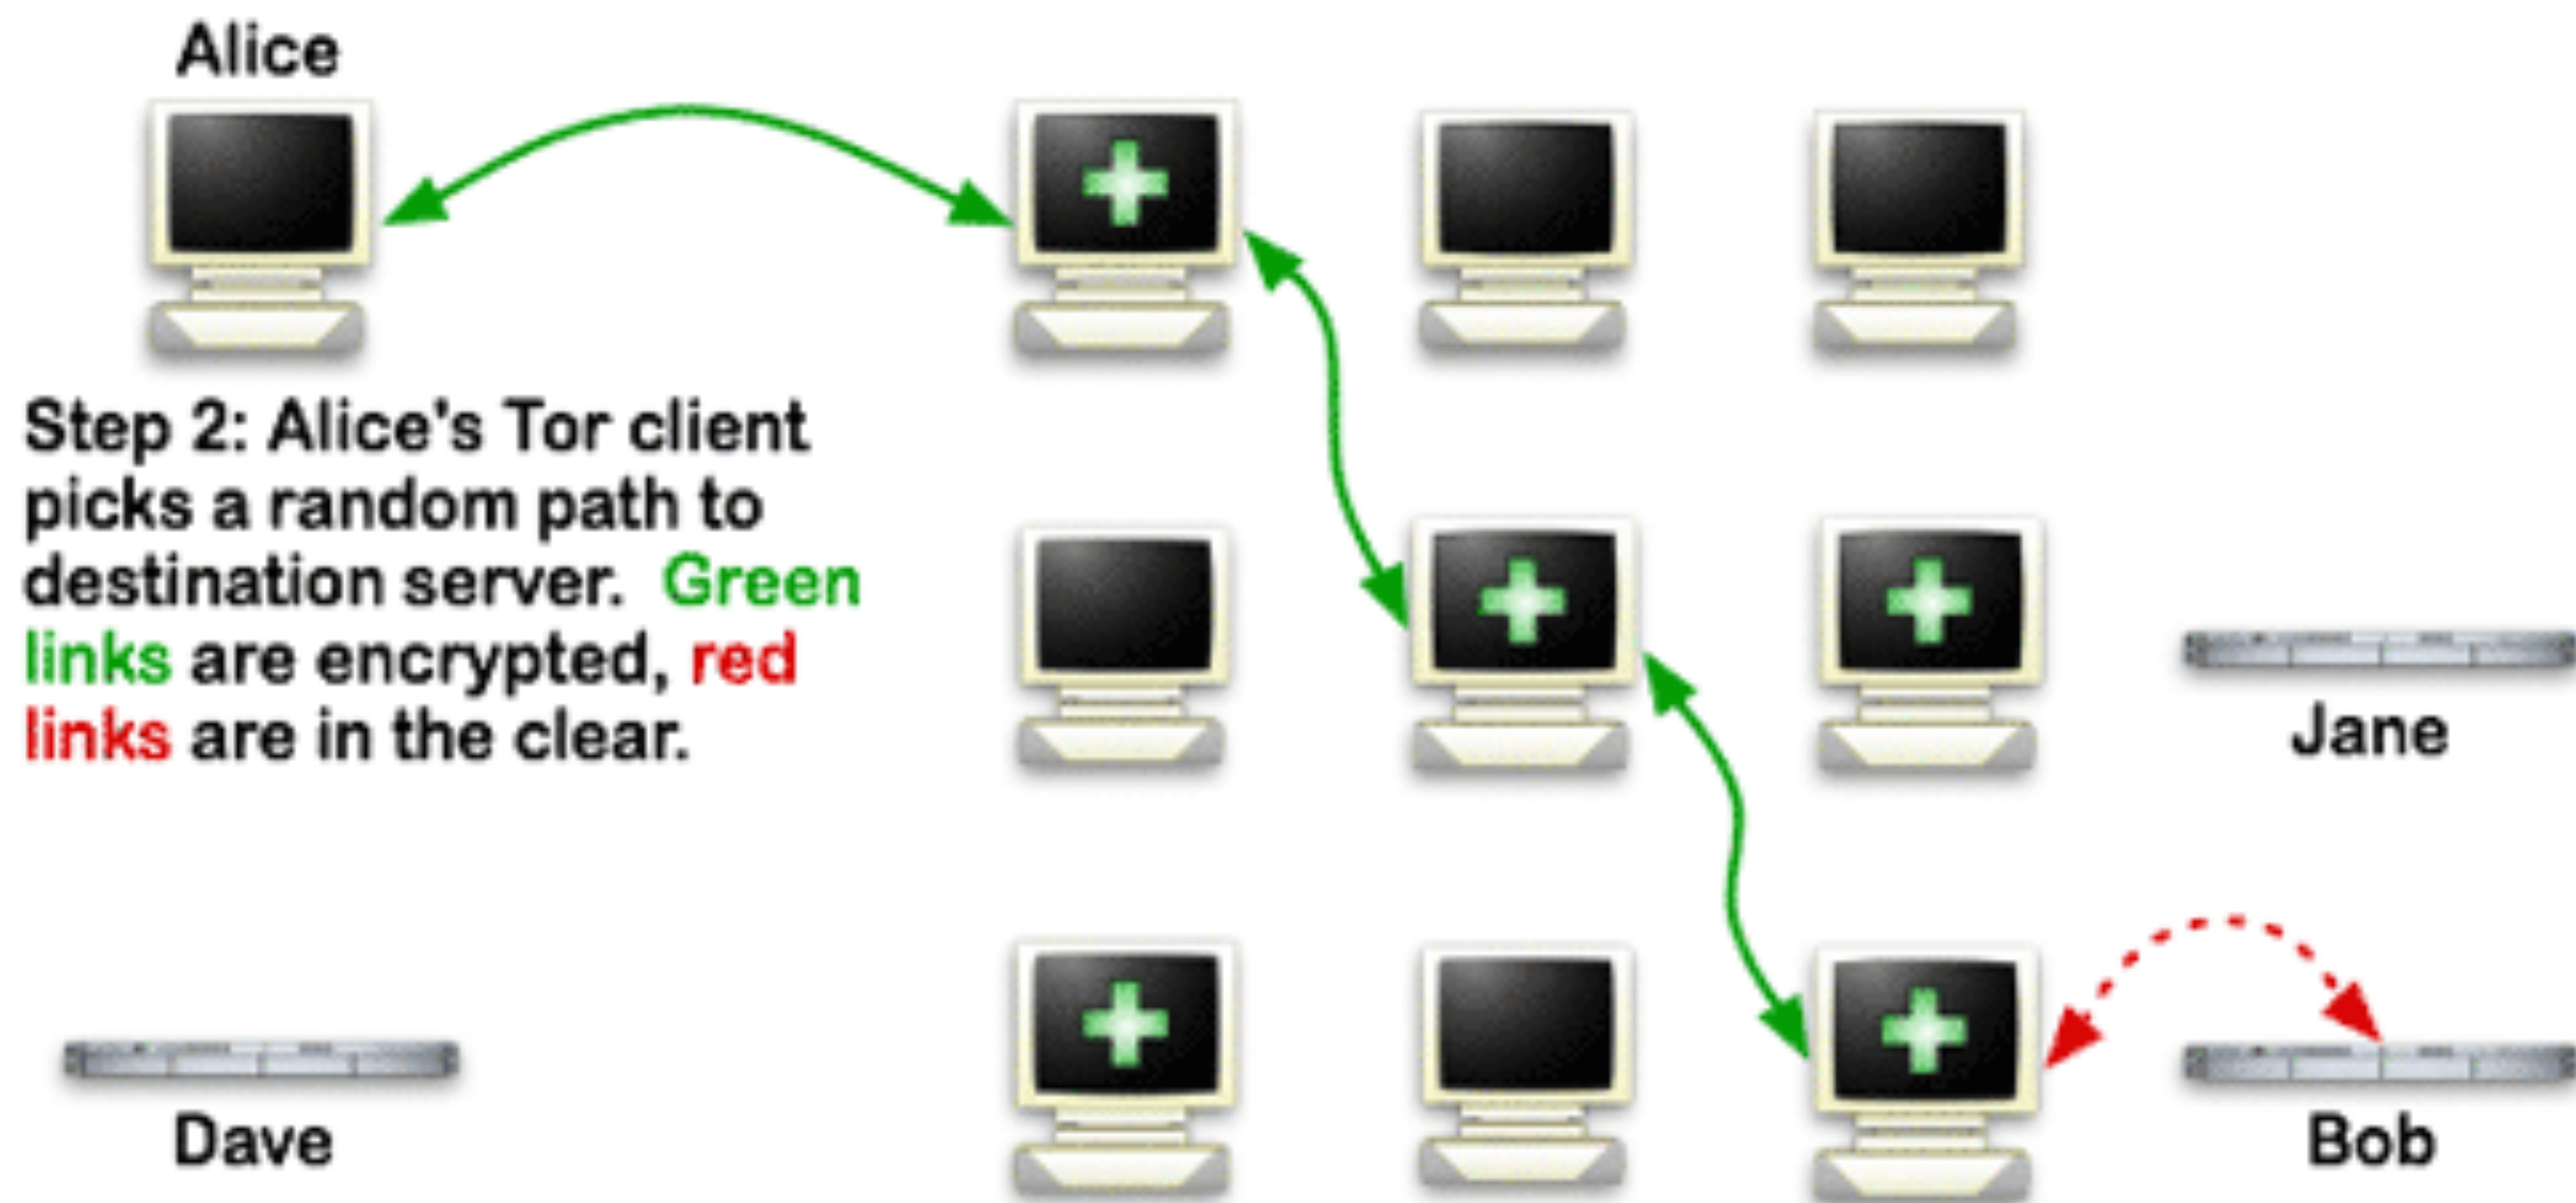 Alice
Step 2: Alice's Tor client
picks a random path to
destination server. Green
links are encrypted, red
links are in the clear.
Jane
Dave
Bob